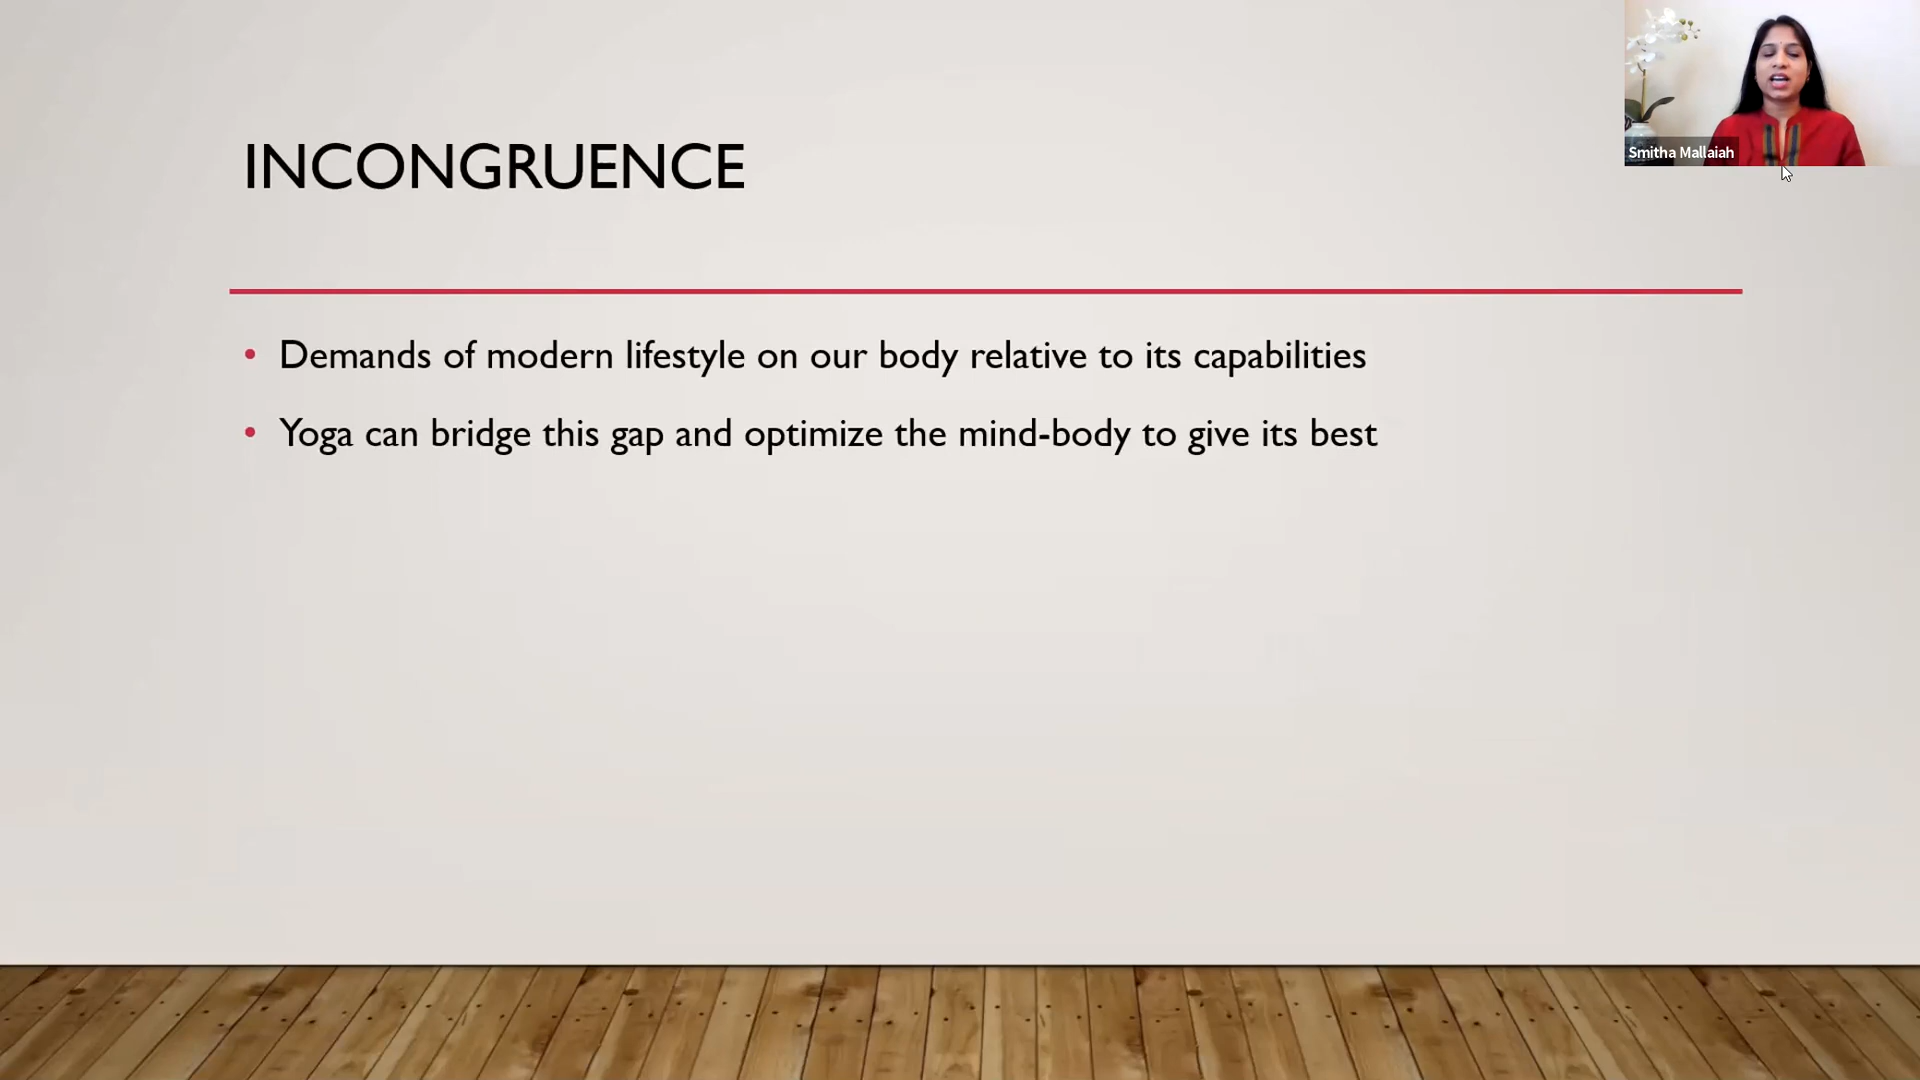 INCONGRUENCE
Smitha Mallaiah
• Demands of modern lifestyle on our body relative to its capabilities
• Yoga can bridge this gap and optimize the mind-body to give its best